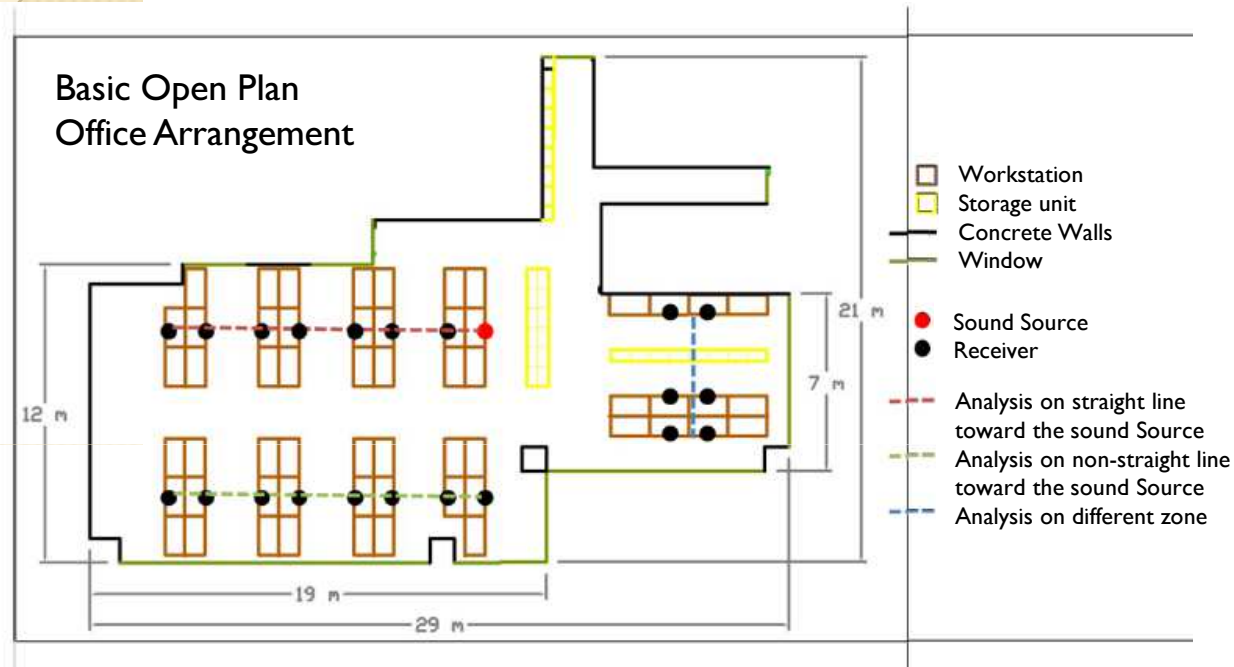 Basic Open Plan
Office Arrangement
12 m
19 m
29 m
21 m
7 m
Workstation
Storage unit
Concrete Walls
Window
Sound Source
Receiver
Analysis on straight line
toward the sound Source
Analysis on non-straight line
toward the sound Source
Analysis on different zone